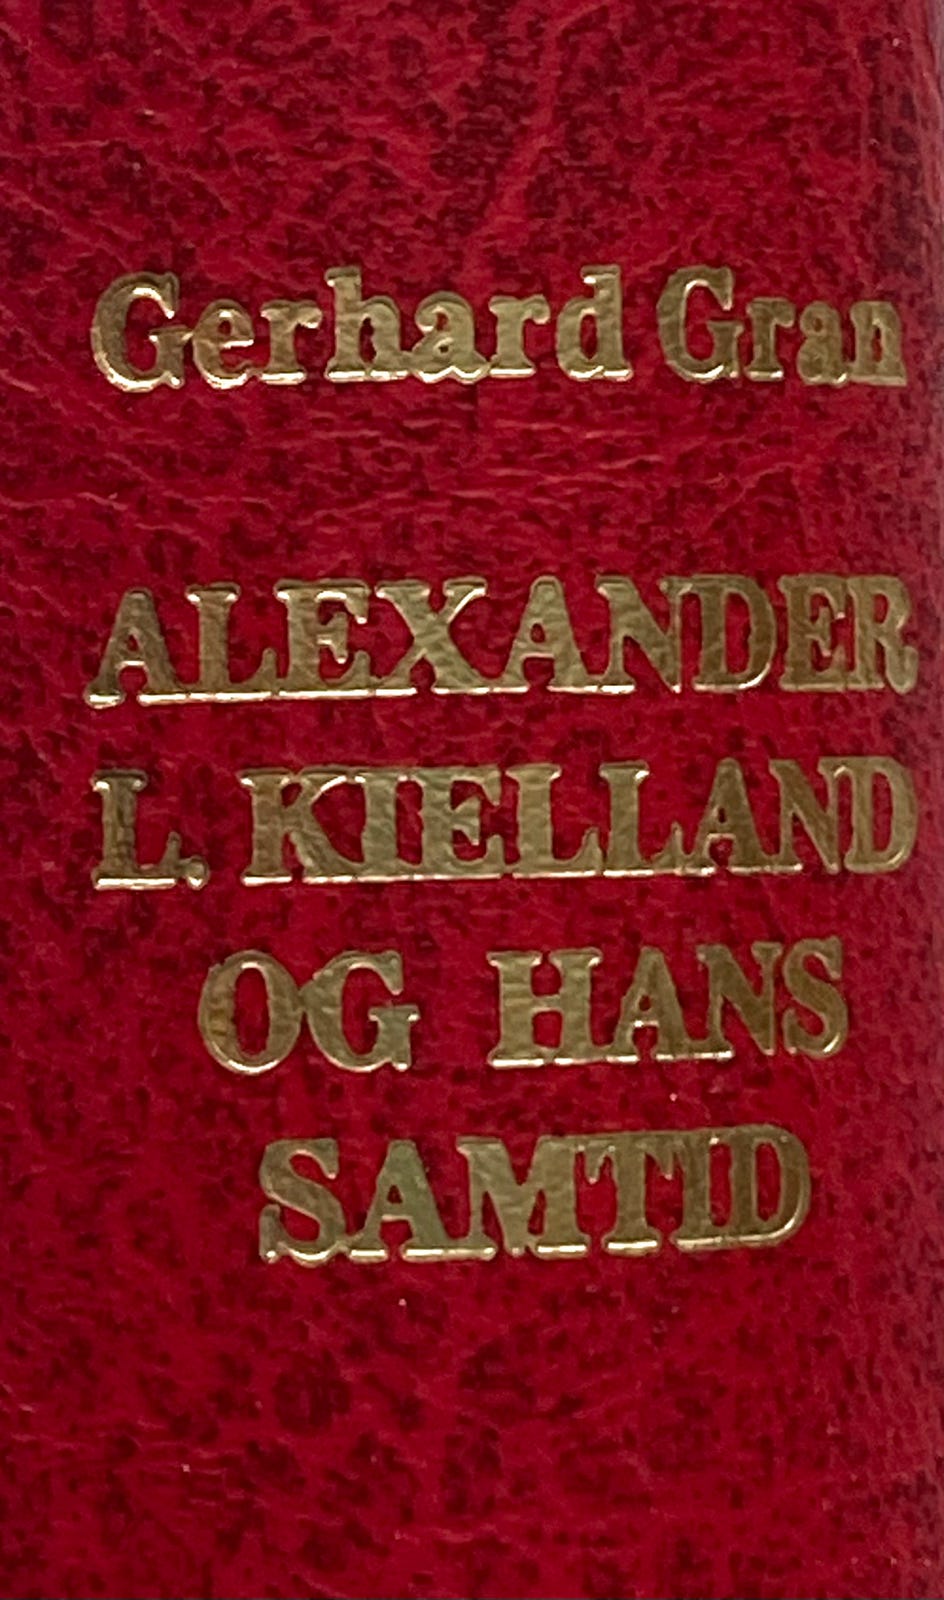 Gerhard Gran
ALEXANDER
L. KIELLAND
OG HANS
SAMTID